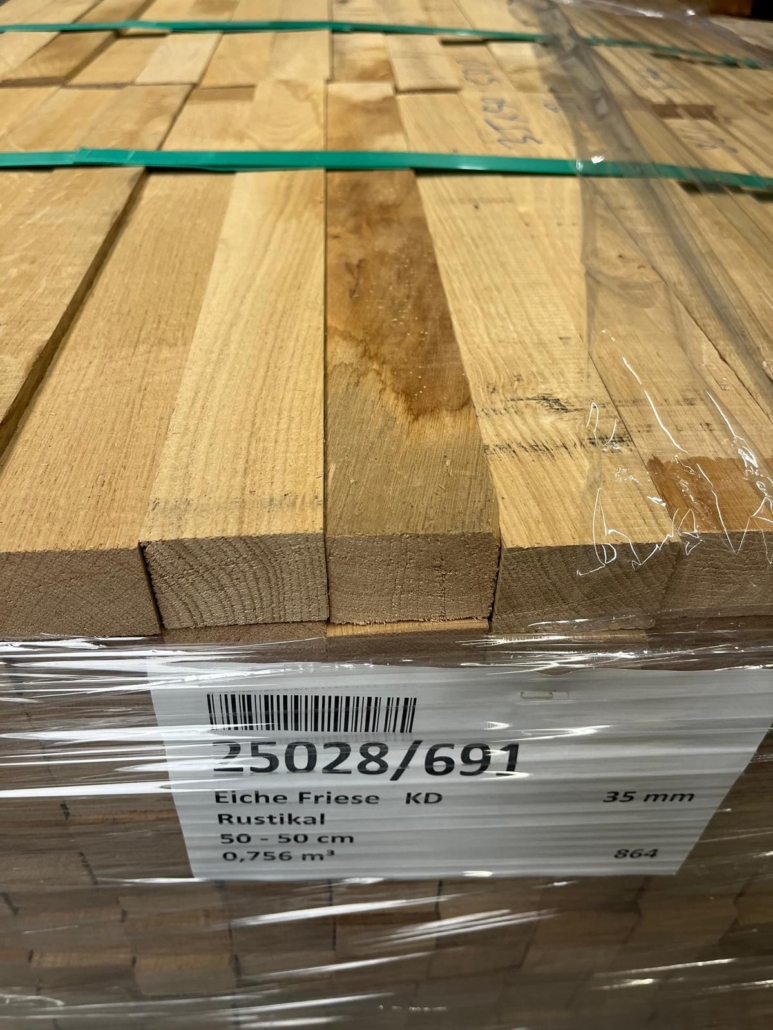 25028/691
Eiche Friese KD 35 mm
Rustikal
50 - 50 cm
0,756 m³ 864